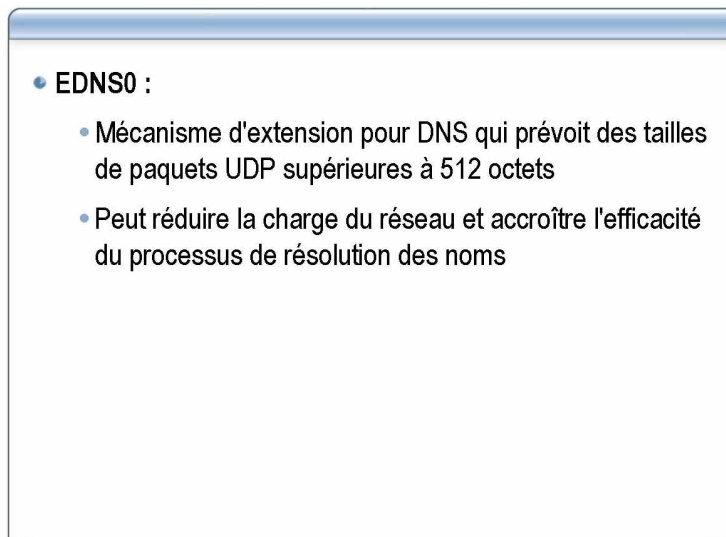 EDNS0 :
Mécanisme d'extension pour DNS qui prévoit des tailles
de paquets UDP supérieures à 512 octets
Peut réduire la charge du réseau et accroître l'efficacité
du processus de résolution des noms